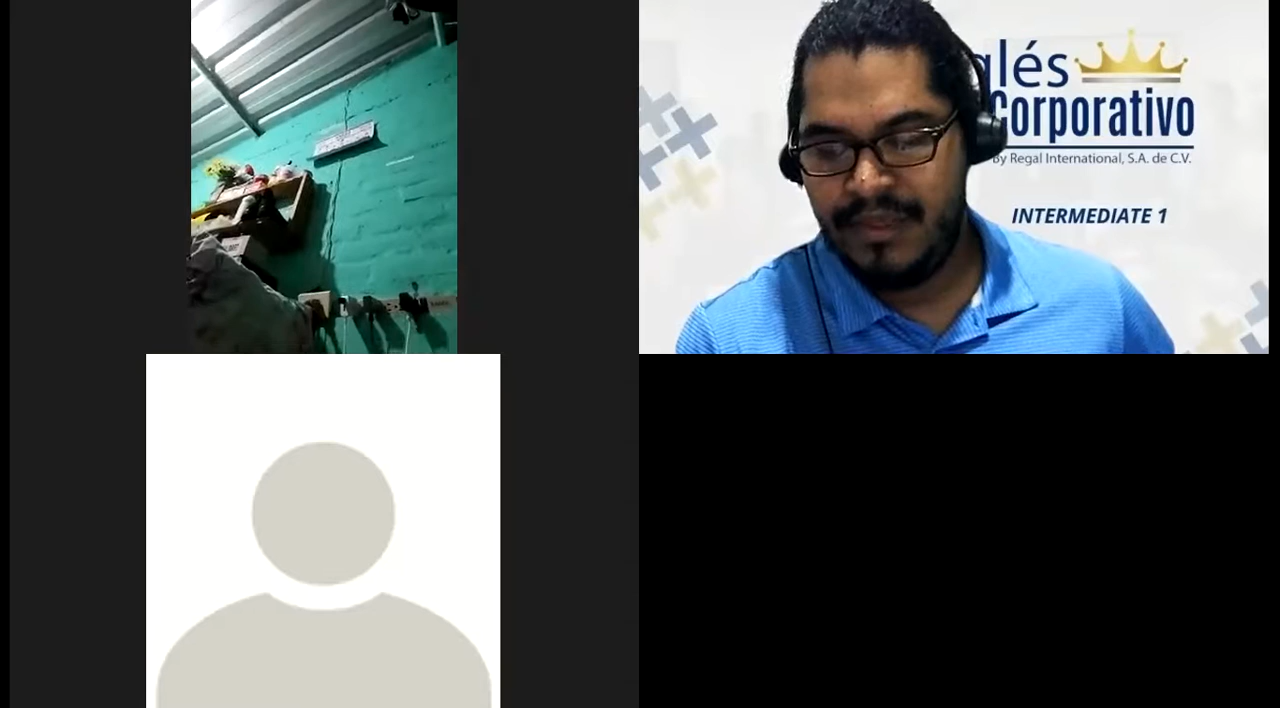 glés
Corporativo
By Regal International, S.A. de C.V.
INTERMEDIATE 1